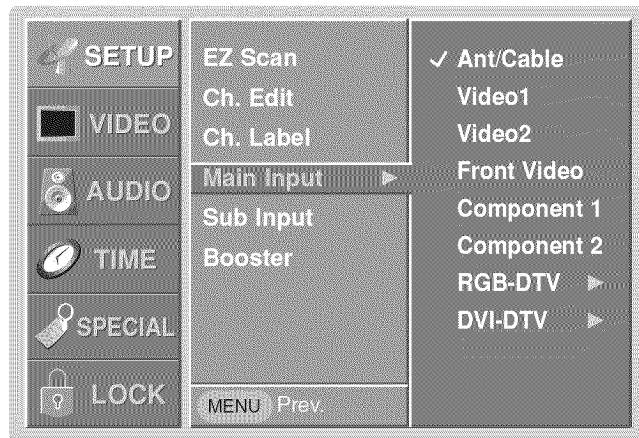 SETUP
VIDEO
AUDIO
TIME
SPECIAL
LOCK
EZ Scan
Ch. Edit
Ch. Label
Main Input
Sub Input
Booster
MENU Prev.
Ant/Cable
Video1
Video2
Front Video
Component 1
Component 2
RGB-DTV
DVI-DTV